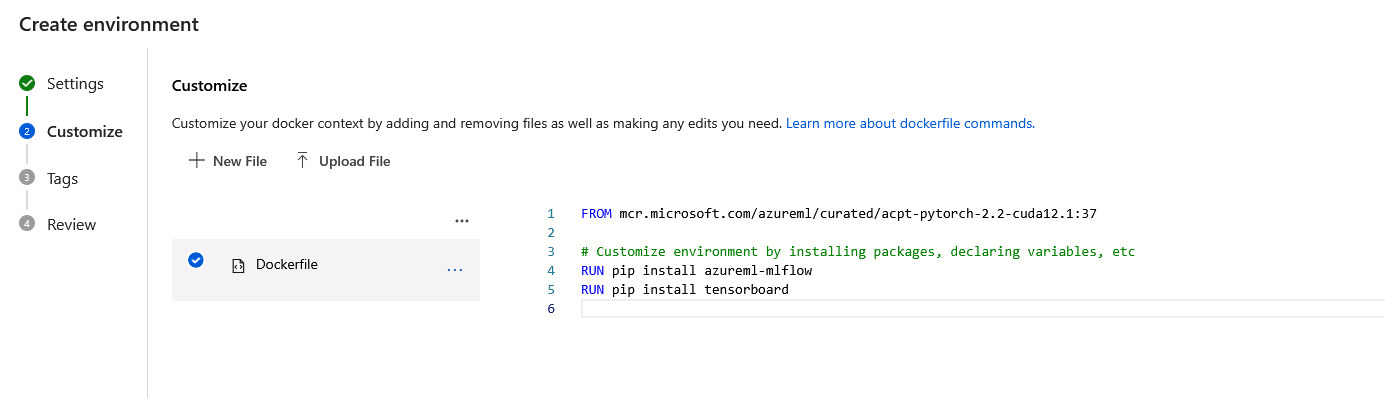 Create environment
Settings
2 Customize
3 Tags
4 Review
Customize
Customize your docker context by adding and removing files as well as making any edits you need. Learn more about dockerfile commands.
New File Upload File
...
Dockerfile ...
1 FROM mcr.microsoft.com/azureml/curated/acpt-pytorch-2.2-cuda12.1:37
2
3 # Customize environment by installing packages, declaring variables, etc
4 RUN pip install azureml-mlflow
5 RUN pip install tensorboard
6